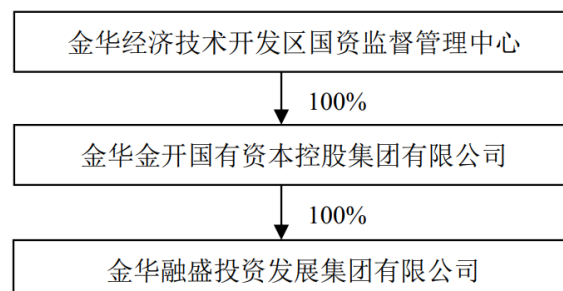 金华经济技术开发区国资监督管理中心
100%
金华金开国有资本控股集团有限公司
100%
金华融盛投资发展集团有限公司